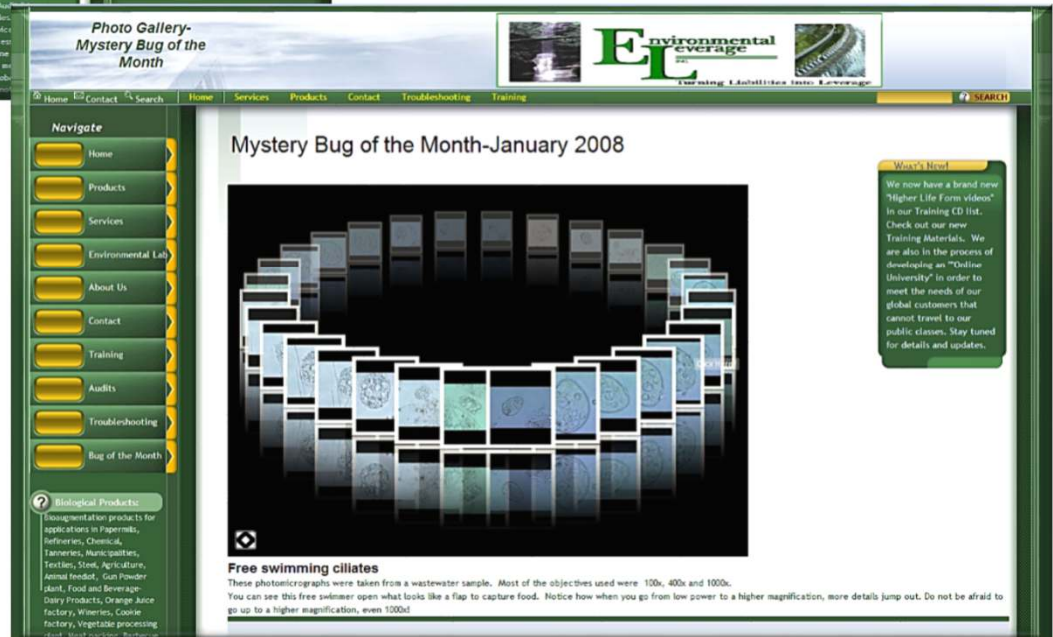 Photo Gallery-
Mystery Bug of the
Month
Environmental
Leverage
INC.
Turning Liabilities into Leverage
Home Contact Search
Home Services Products Contact Troubleshooting Training
SEARCH
Navigate
Home
Products
Services
Environmental Lab
About Us
Contact
Training
Audits
Troubleshooting
Bug of the Month
Biological Products:
Bioaugmentation products for
applications in Papermills,
Refineries, Chemical,
Tanneries, Municipalities,
Textiles, Steel, Agriculture,
Animal feedlot, Gun Powder
plant, Food and Beverage-
Dairy Products, Orange Juice
factory, Wineries, Cookie
factory, Vegetable processing
plant, Meat packing, Barbecue
Mystery Bug of the Month-January 2008
What's New!
We now have a brand new
"Higher Life Form videos"
in our Training CD list.
Check out our new
Training Materials. We
are also in the process of
developing an ""Online
University" in order to
meet the needs of our
global customers that
cannot travel to our
public classes. Stay tuned
for details and updates.
Free swimming ciliates
These photomicrographs were taken from a wastewater sample. Most of the objectives used were 100x, 400x and 1000x.
You can see this free swimmer open what looks like a flap to capture food. Notice how when you go from low power to a higher magnification, more details jump out. Do not be afraid to
go up to a higher magnification, even 1000x!